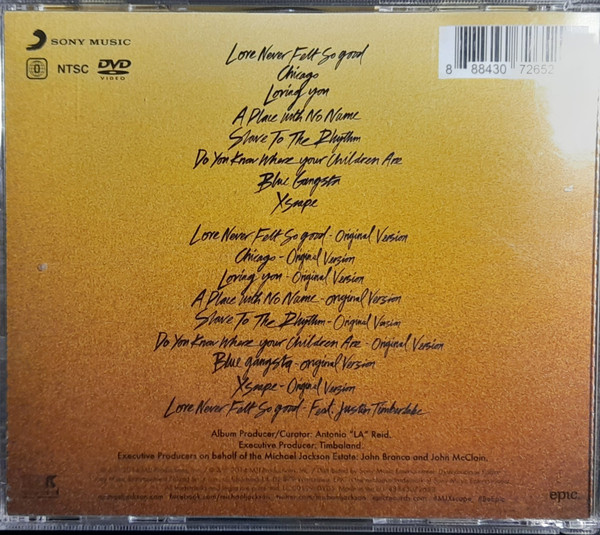 SONY MUSIC
0 NTSC DVD VIDEO
8 88430 72652
Love Never Felt So good
Chicago
Loving you
A Place with No Name
Slave To The Rhythm
Do You Know Where your Children Are
Blue Gangsta
Xscape
Love Never Felt So good - Original Version
Chicago - Original Version
Loving you - Original Version
A Place with No Name - original Version
Slave To The Rhythm - Original Version
Do You Know Where your Children Are - Original Version
Blue gangsta - original Version
Xscape - Original Version
Love Never Felt So good - Feat. Justin Timberlake
Album Producer/Curator: Antonio "LA" Reid.
Executive Producer, Timbaland.
Executive Producers on behalf of the Michael Jackson Estate: John Branca and John McClain.
epic